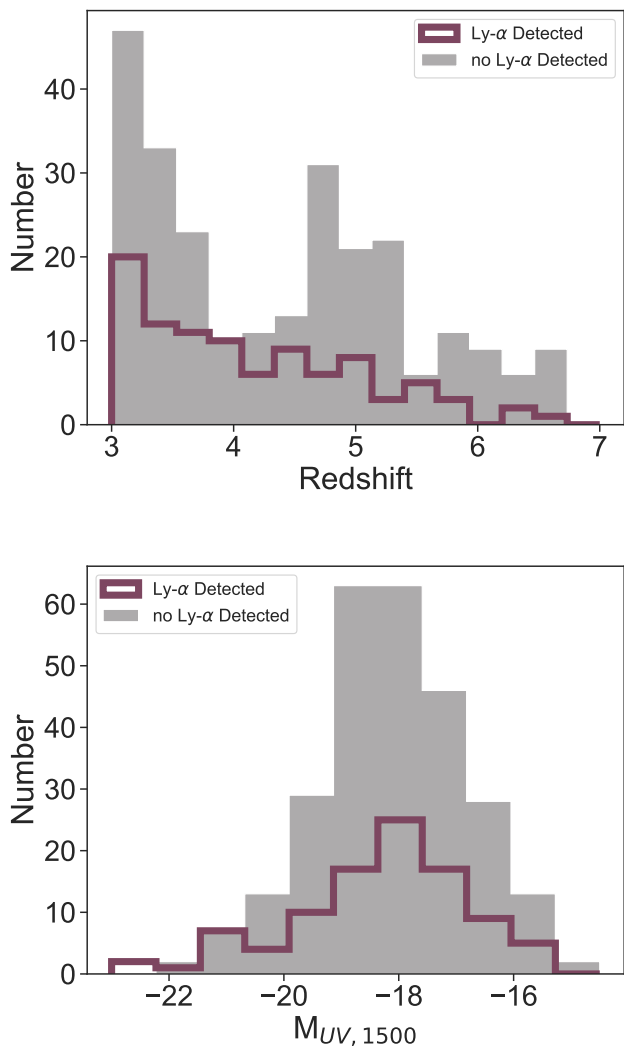 Ly-α Detected
no Ly-α Detected
40
30
20
10
0
Number
3 4 5 6 7
Redshift
Ly-α Detected
no Ly-α Detected
60
50
40
30
20
10
0
Number
−22 −20 −18 −16
M_{UV, 1500}